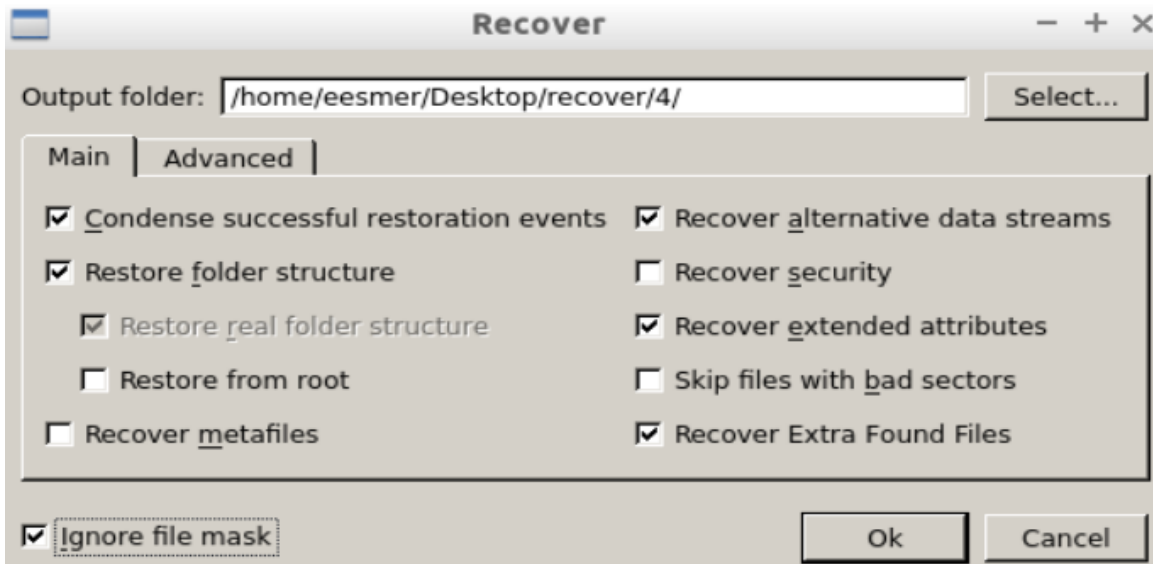 Recover
Output folder: /home/eesmer/Desktop/recover/4/ Select...
Main Advanced
Condense successful restoration events Recover alternative data streams
Restore folder structure Recover security
Restore real folder structure Recover extended attributes
Restore from root Skip files with bad sectors
Recover metafiles Recover Extra Found Files
Ignore file mask Ok Cancel